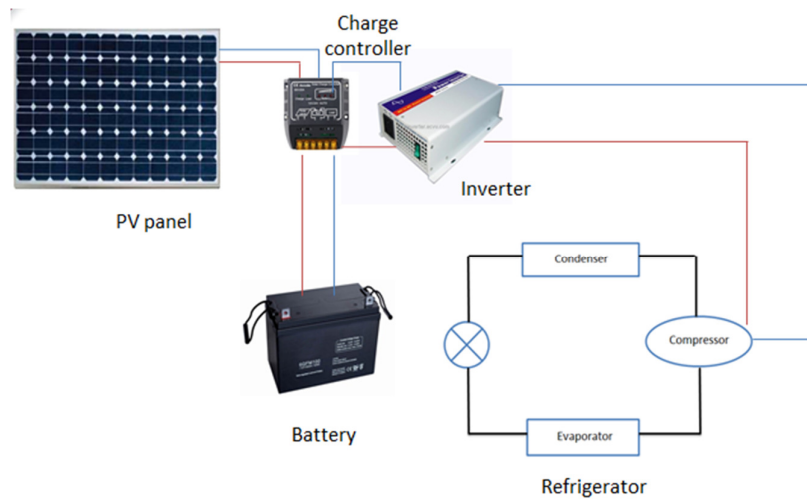 Charge
controller
PV panel
Inverter
Condenser
Compressor
Evaporator
Battery
Refrigerator